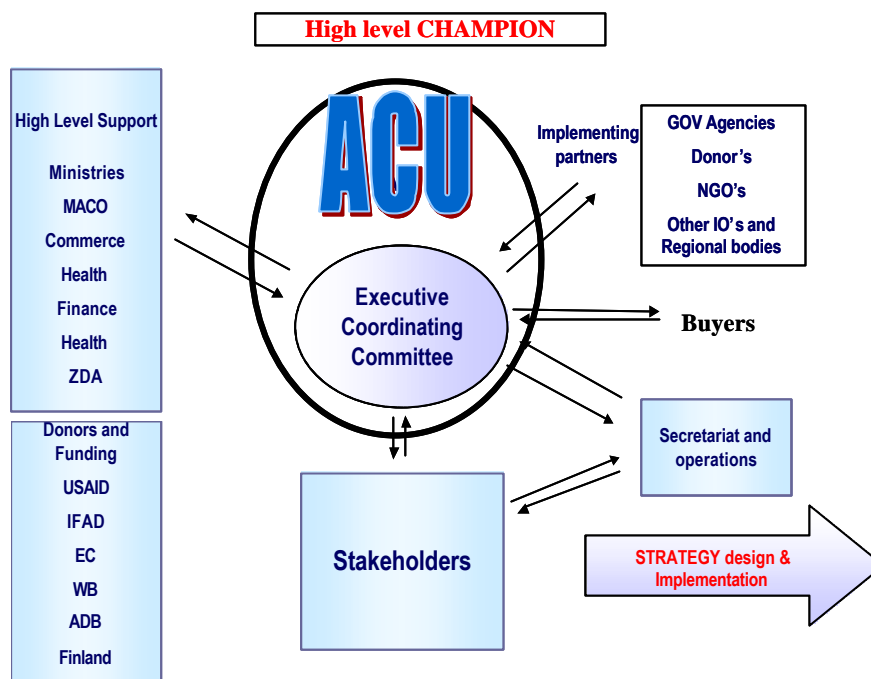 High level CHAMPION
High Level Support
Ministries
MACO
Commerce
Health
Finance
Health
ZDA
Donors and
Funding
USAID
IFAD
EC
WB
ADB
Finland
ACU
Executive
Coordinating
Committee
Stakeholders
Implementing
partners
GOV Agencies
Donor's
NGO's
Other IO's and
Regional bodies
Buyers
Secretariat and
operations
STRATEGY design &
Implementation